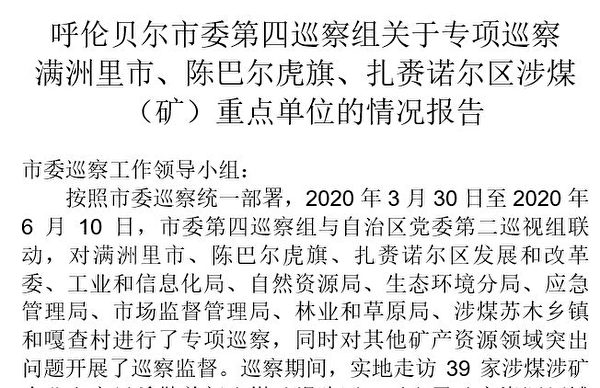 呼伦贝尔市委第四巡察组关于专项巡察
满洲里市、陈巴尔虎旗、扎赉诺尔区涉煤
（矿）重点单位的情况报告
市委巡察工作领导小组：
按照市委巡察统一部署，2020 年 3 月 30 日至 2020 年
6 月 10 日，市委第四巡察组与自治区党委第二巡视组联
动，对满洲里市、陈巴尔虎旗、扎赉诺尔区发展和改革
委、工业和信息化局、自然资源局、生态环境分局、应急
管理局、市场监督管理局、林业和草原局、涉煤苏木乡镇
和嘎查村进行了专项巡察，同时对其他矿产资源领域突出
问题开展了巡察监督。巡察期间，实地走访 39 家涉煤涉矿